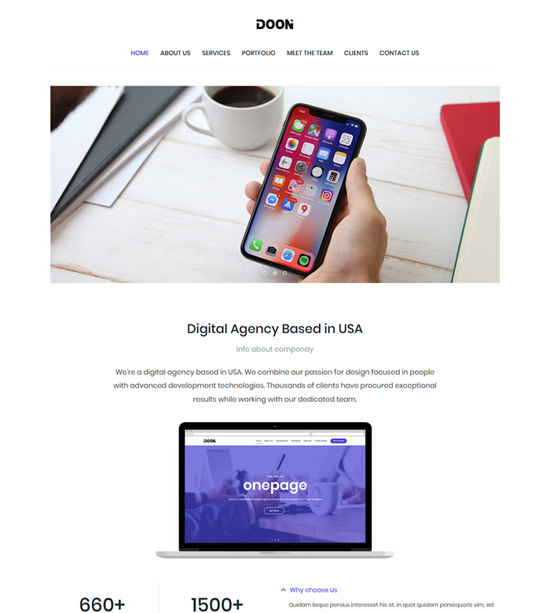 DOON
HOME ABOUT US SERVICES PORTFOLIO MEET THE TEAM CLIENTS CONTACT US
Digital Agency Based in USA
Info about componay
We're a digital agency based in USA. We combine our passion for design focused in people
with advanced development technologies. Thousands of clients have procured exceptional
results while working with our dedicated team.
DOON
onepage
660+
1500+
Why choose Us
Quidam lisque persius interesset his et, in quot quidam persequeris vim, ad